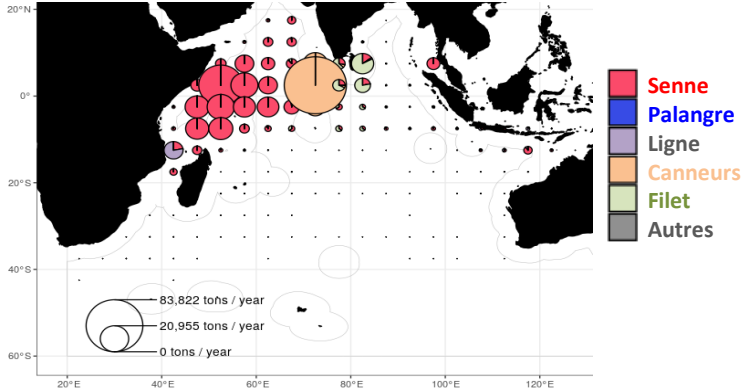 20°N
0°
20°S
40°S
60°S
20°E
40°E
60°E
80°E
100°E
120°E
83,822 tons / year
20,955 tons / year
0 tons / year
Senne
Palangre
Ligne
Canneurs
Filet
Autres